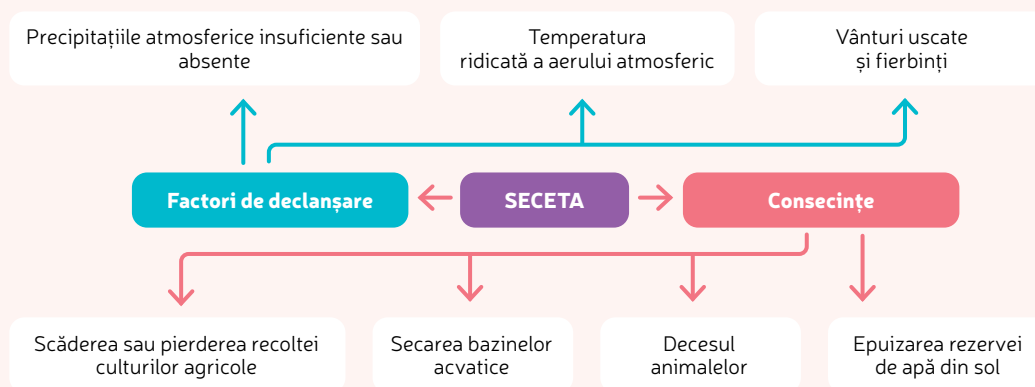 Precipitațiile atmosferice insuficiente sau
absente
Temperatura
ridicată a aerului atmosferic
Vânturi uscate
și fierbinți
Factori de declanșare
SECETA
Consecințe
Scăderea sau pierderea recoltei
culturilor agricole
Secarea bazinelor
acvatice
Decesul
animalelor
Epuizarea rezervei
de apă din sol